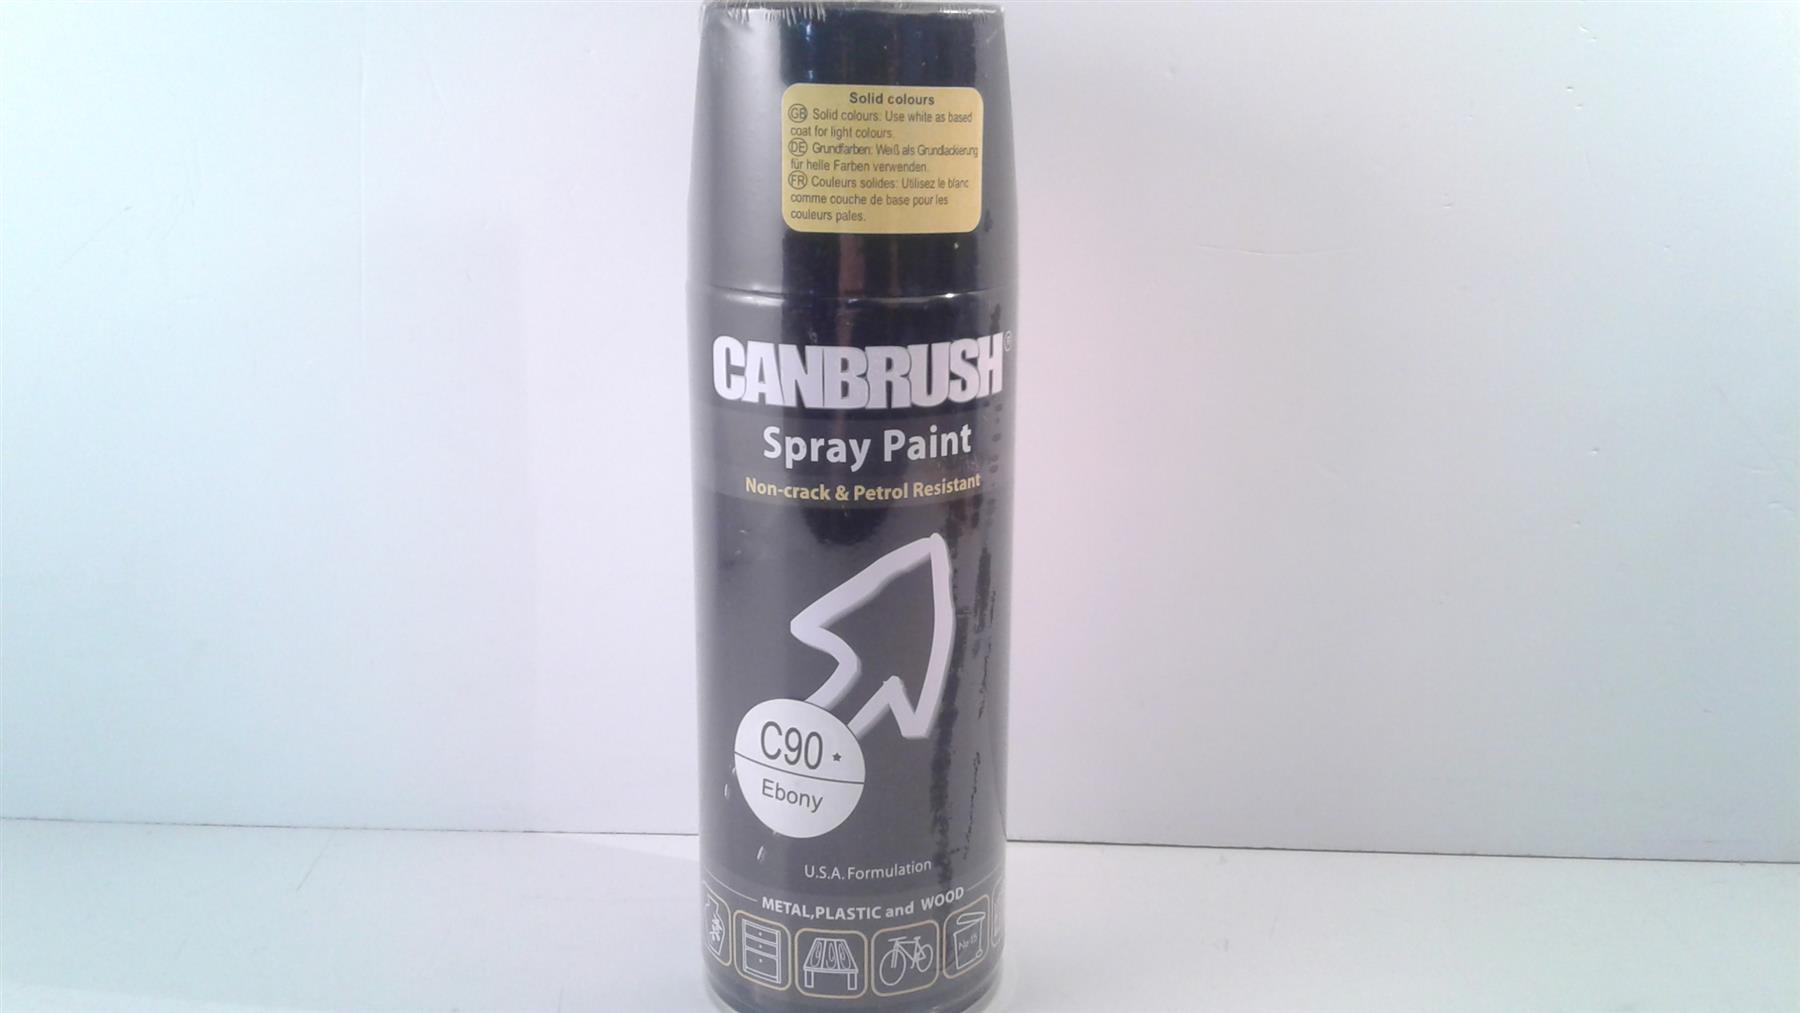 Solid colours
GB Solid colours: Use white as based
coat for light colours.
DE Grundfarben: Weiß als Grundlackierung
für helle Farben verwenden.
FR Couleurs solides: Utilisez le blanc
comme couche de base pour les
couleurs pales.
CANBRUSH®
Spray Paint
Non-crack & Petrol Resistant
C90 ★
Ebony
U.S.A. Formulation
METAL,PLASTIC and WOOD